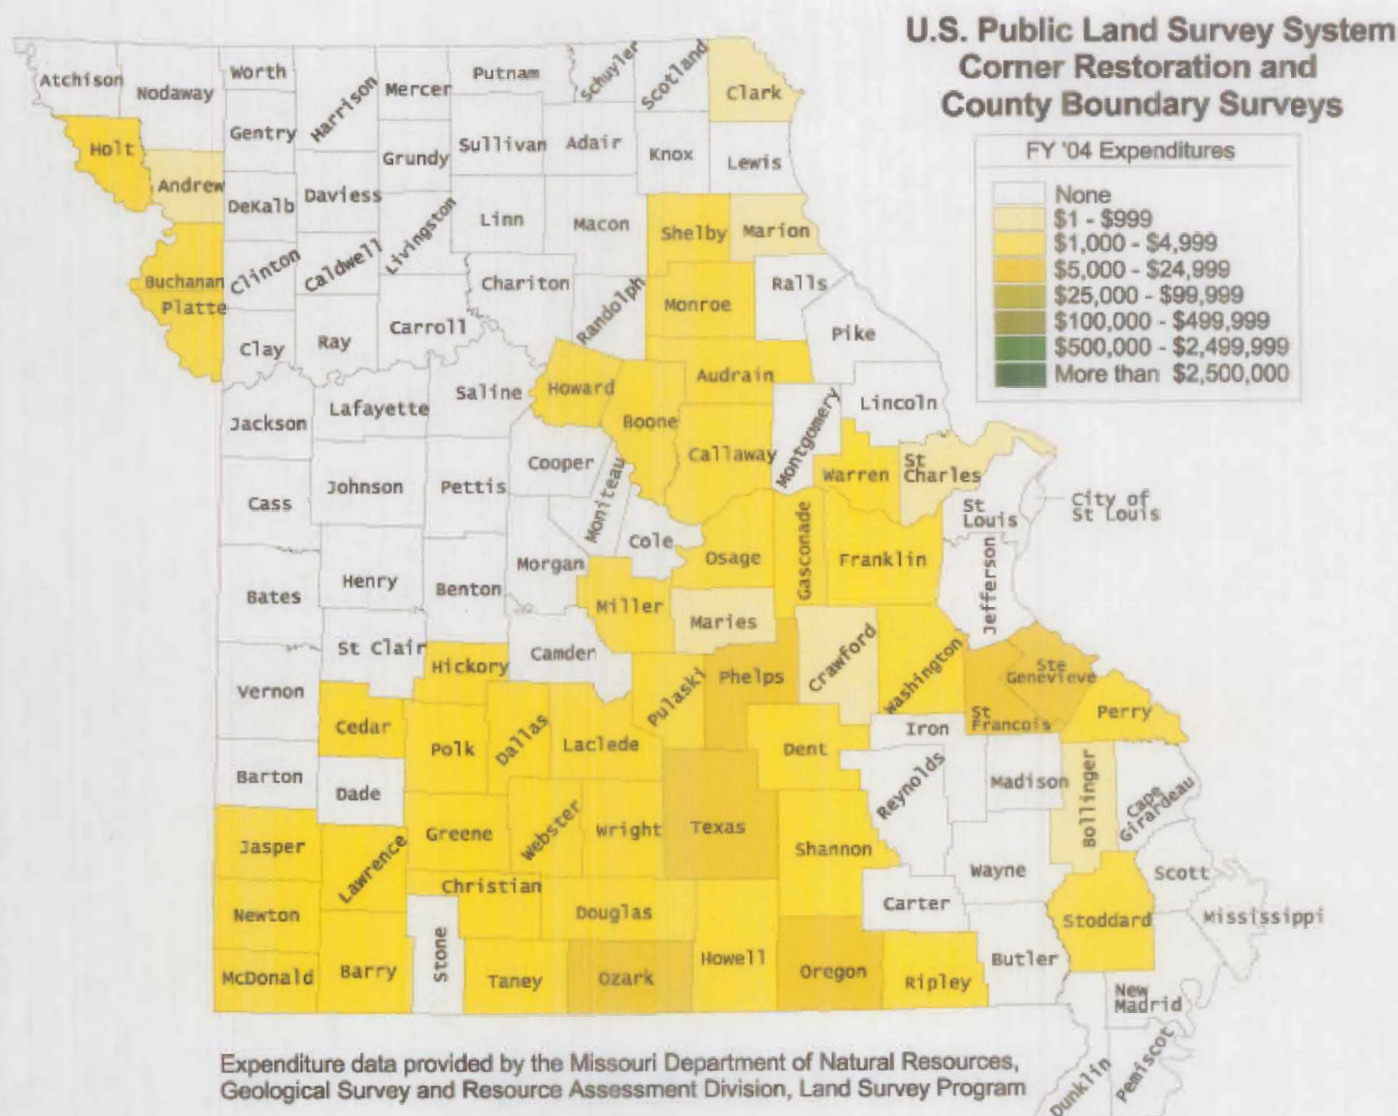 U.S. Public Land Survey System
Corner Restoration and
County Boundary Surveys
FY '04 Expenditures
None
$1 - $999
$1,000 - $4,999
$5,000 - $24,999
$25,000 - $99,999
$100,000 - $499,999
$500,000 - $2,499,999
More than $2,500,000
Atchison
Nodaway
Worth
Harrison
Mercer
Putnam
Schuyler
Scotland
Clark
Holt
Andrew
Gentry
DeKalb
Daviess
Grundy
Sullivan
Adair
Knox
Lewis
Buchanan
Platte
Clinton
Caldwell
Livingston
Linn
Macon
Shelby
Marion
Clay
Ray
Carroll
Chariton
Randolph
Monroe
Ralls
Pike
Jackson
Lafayette
Saline
Howard
Boone
Audrain
Callaway
Montgomery
Lincoln
Cass
Johnson
Pettis
Cooper
Moniteau
Cole
Warren
St
Charles
St
Louis
City of
St Louis
Bates
Henry
Benton
Morgan
Miller
Osage
Gasconade
Franklin
Jefferson
Maries
St Clair
Hickory
Camden
Pulaski
Phelps
Crawford
Washington
Ste
Genevieve
St
Francois
Perry
Vernon
Cedar
Polk
Dallas
Laclede
Dent
Iron
Reynolds
Madison
Bollinger
Cape
Girardeau
Barton
Dade
Greene
Webster
Wright
Texas
Shannon
Wayne
Scott
Mississippi
Jasper
Lawrence
Christian
Douglas
Carter
Stoddard
Newton
Barry
Stone
Taney
Ozark
Howell
Oregon
Ripley
Butler
McDonald
New
Madrid
Dunklin
Pemiscot
Expenditure data provided by the Missouri Department of Natural Resources,
Geological Survey and Resource Assessment Division, Land Survey Program